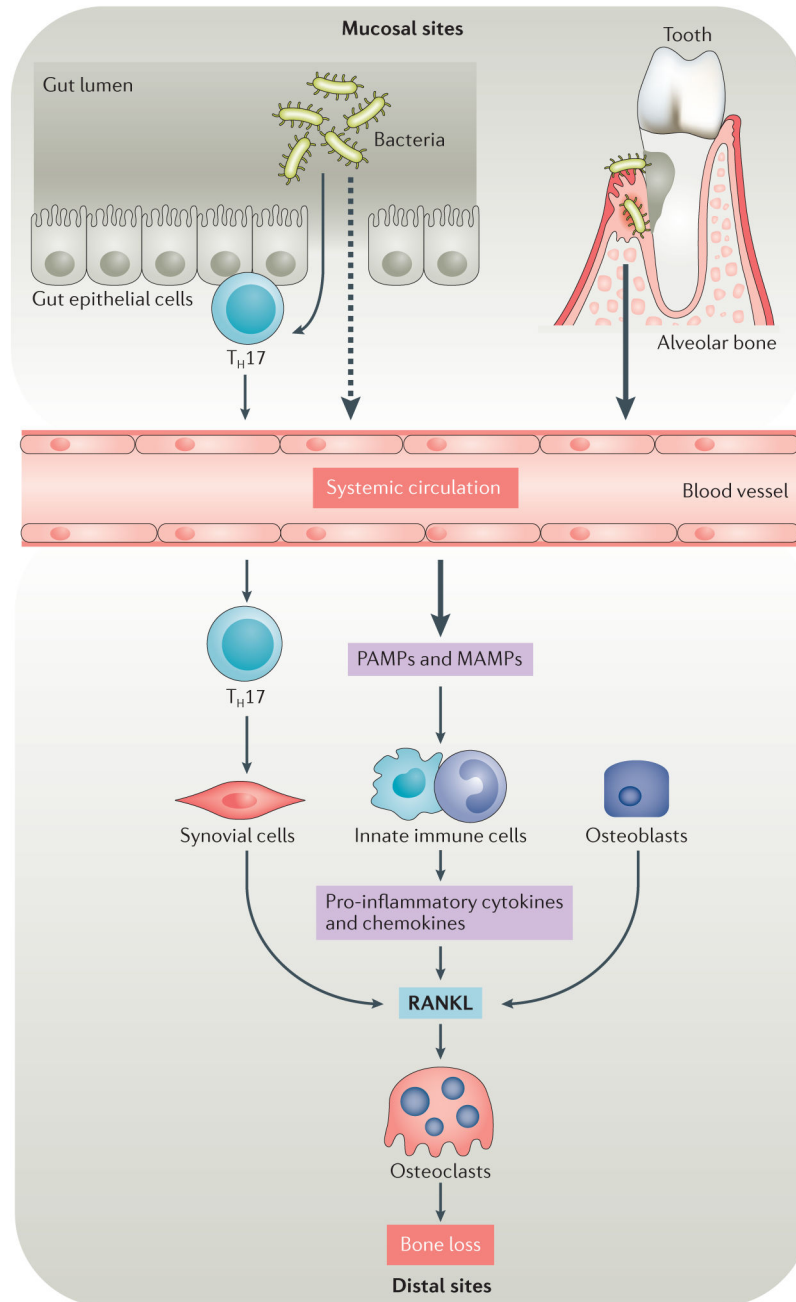 Mucosal sites
Tooth
Gut lumen
Bacteria
Gut epithelial cells
TH17
Alveolar bone
Systemic circulation
Blood vessel
TH17
PAMPs and MAMPs
Synovial cells
Innate immune cells
Osteoblasts
Pro-inflammatory cytokines
and chemokines
RANKL
Osteoclasts
Bone loss
Distal sites